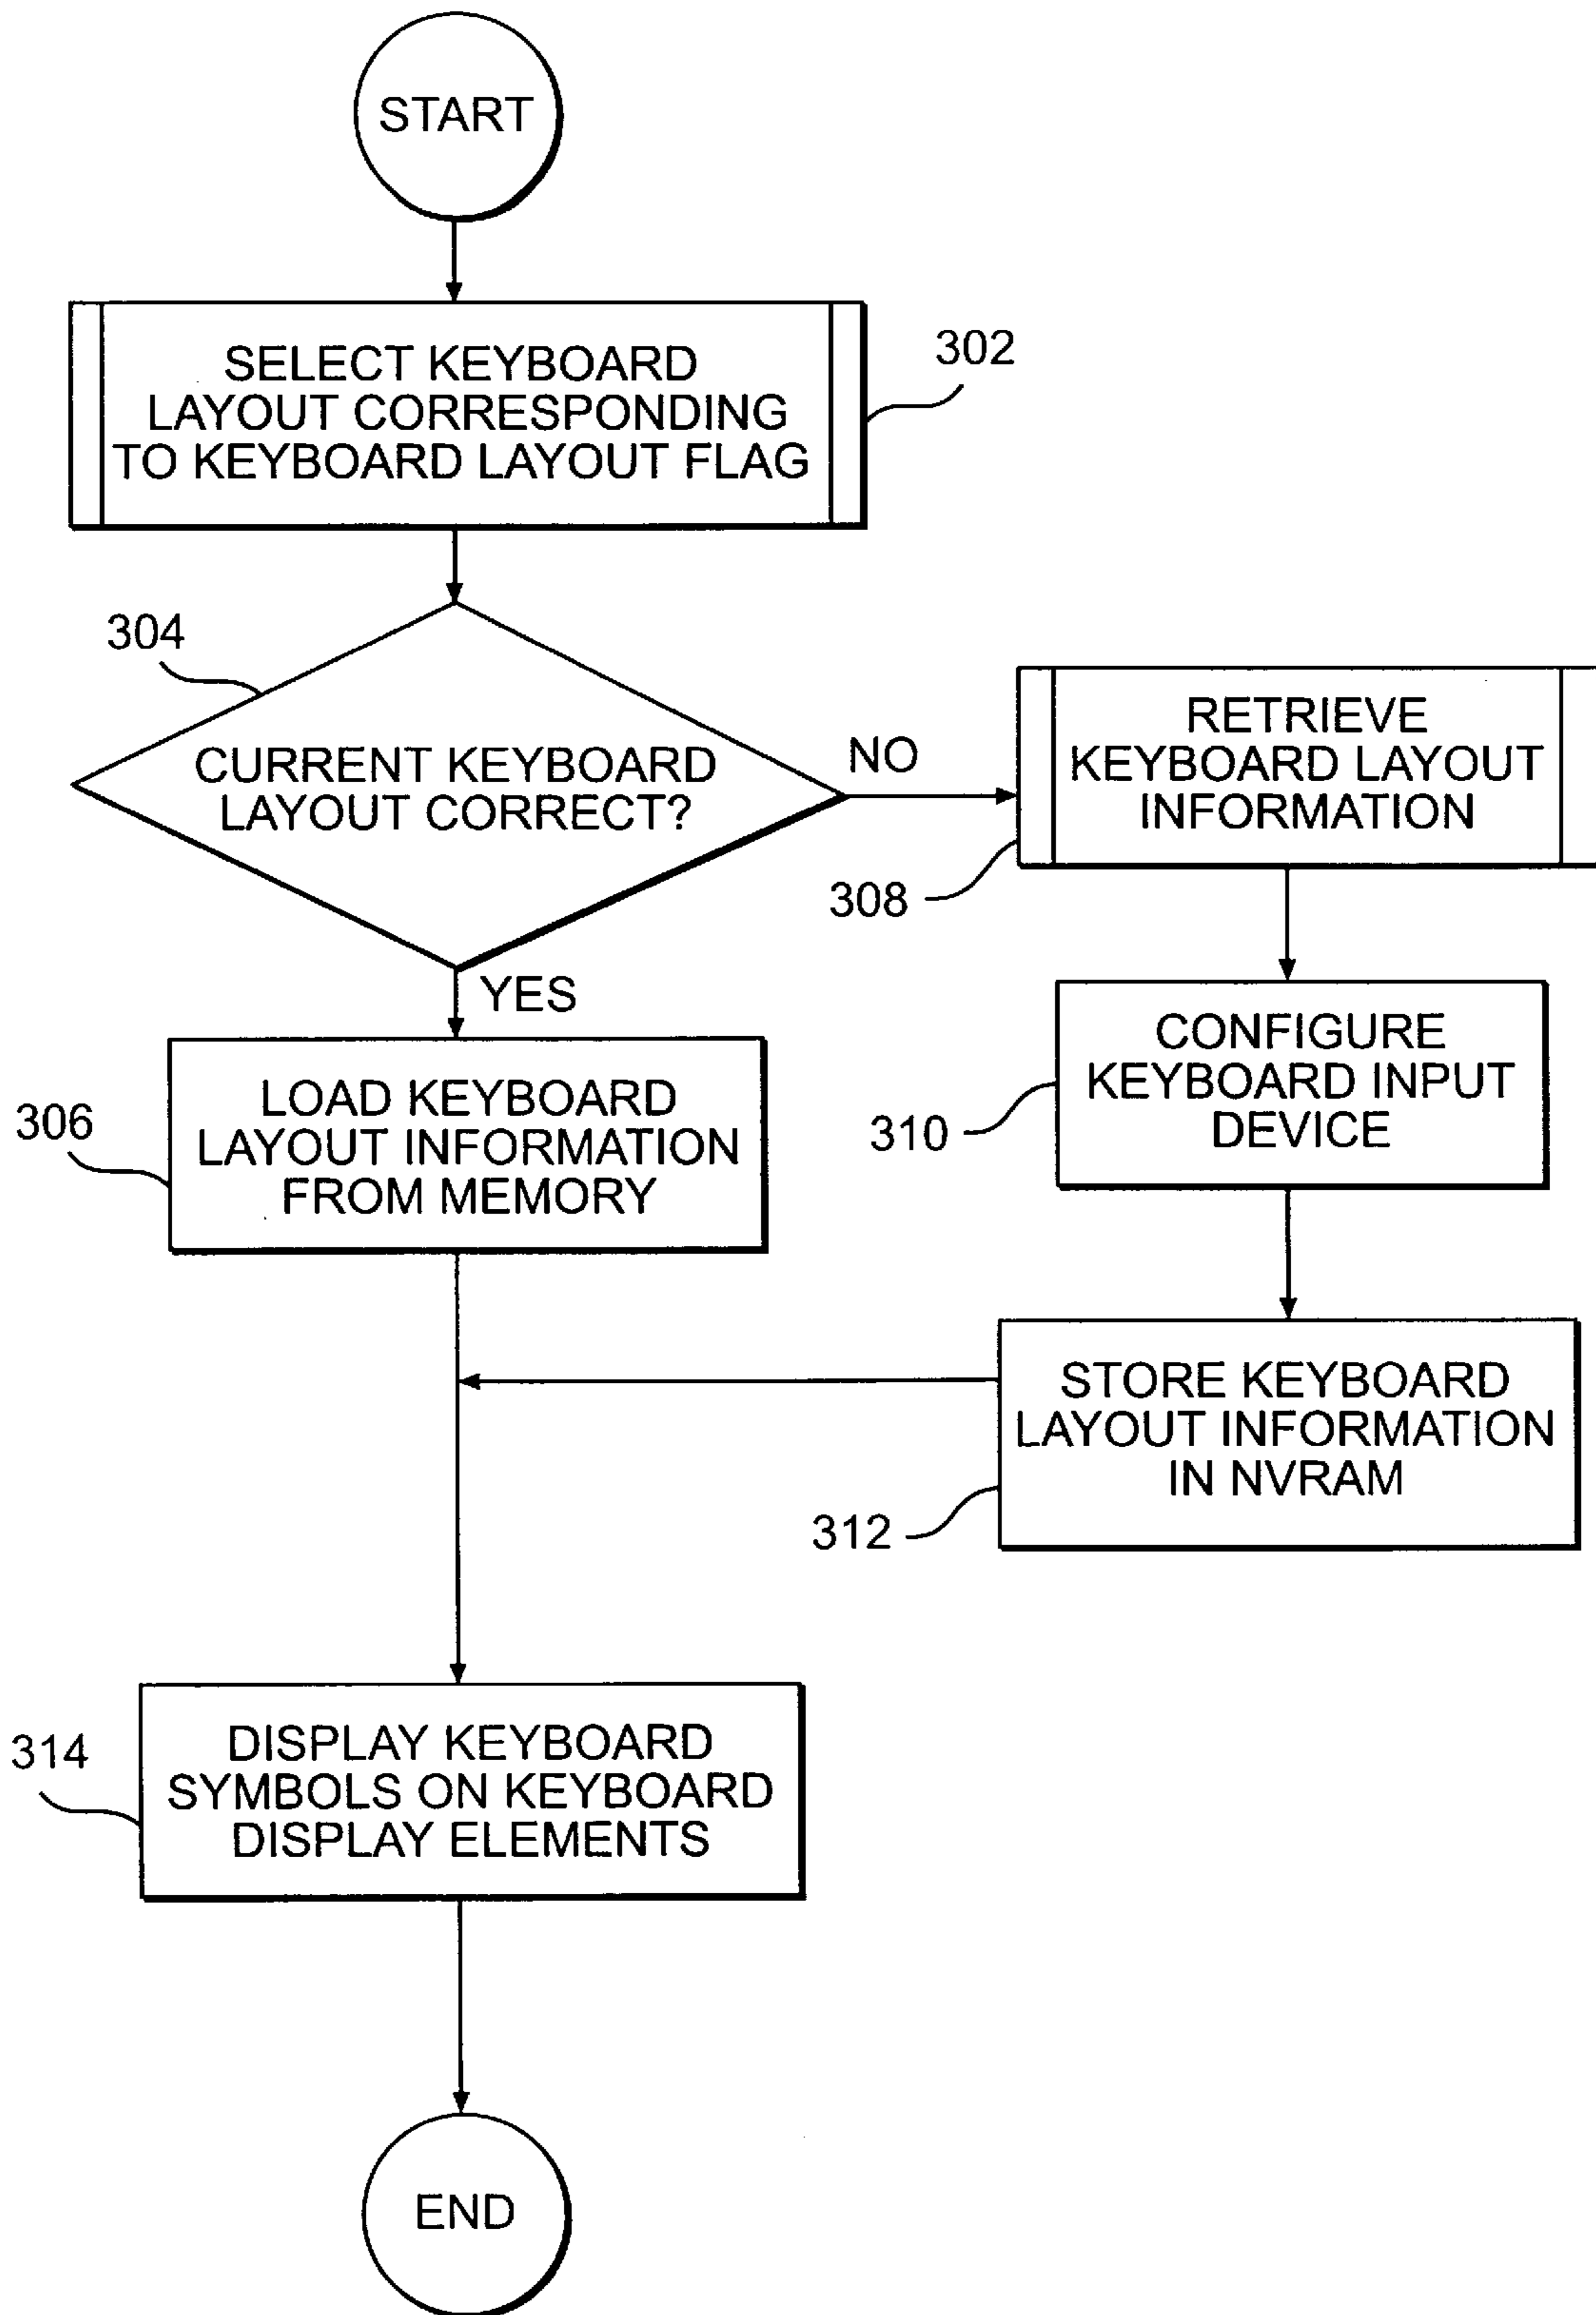 START
SELECT KEYBOARD
LAYOUT CORRESPONDING
TO KEYBOARD LAYOUT FLAG
302
304
CURRENT KEYBOARD
LAYOUT CORRECT?
NO
YES
RETRIEVE
KEYBOARD LAYOUT
INFORMATION
308
CONFIGURE
KEYBOARD INPUT
DEVICE
310
LOAD KEYBOARD
LAYOUT INFORMATION
FROM MEMORY
306
STORE KEYBOARD
LAYOUT INFORMATION
IN NVRAM
312
DISPLAY KEYBOARD
SYMBOLS ON KEYBOARD
DISPLAY ELEMENTS
314
END